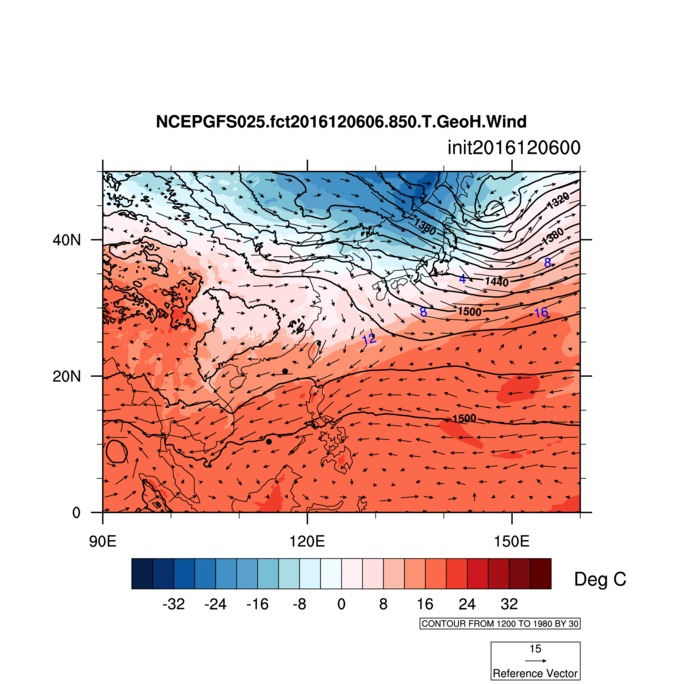 NCEPGFS025.fct2016120606.850.T.GeoH.Wind
init2016120600
1320
1380
1380
40N
8
4
1440
8
1500
16
12
20N
1500
0
90E 120E 150E
-32 -24 -16 -8 0 8 16 24 32
Deg C
CONTOUR FROM 1200 TO 1980 BY 30
15
Reference Vector